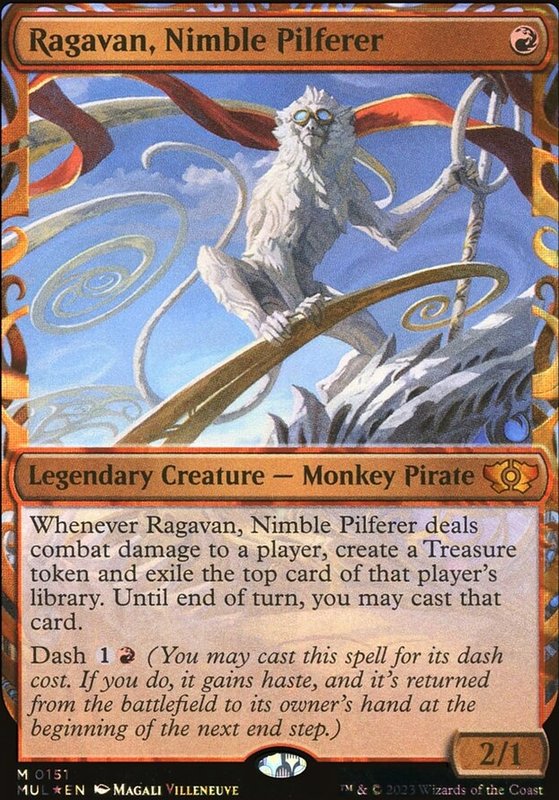 Ragavan, Nimble Pilferer
Legendary Creature — Monkey Pirate
Whenever Ragavan, Nimble Pilferer deals
combat damage to a player, create a Treasure
token and exile the top card of that player's
library. Until end of turn, you may cast that
card.
Dash 1 (You may cast this spell for its dash
cost. If you do, it gains haste, and it's returned
from the battlefield to its owner's hand at the
beginning of the next end step.)
2/1
M 0151
MUL★EN Magali Villeneuve
™ & © 2023 Wizards of the Coast